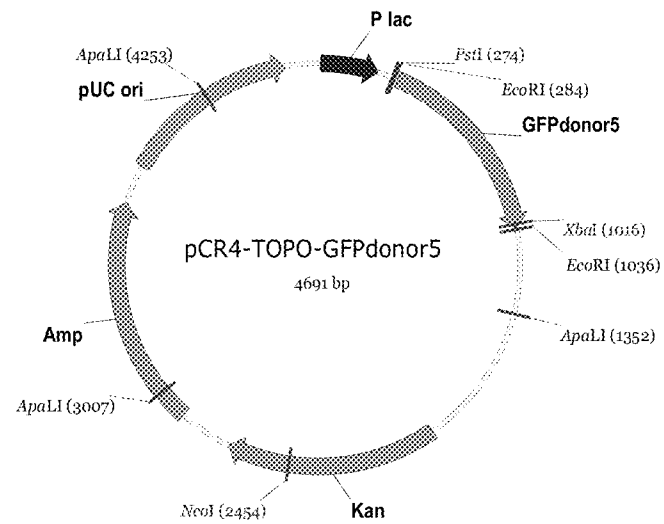 P lac
ApaLI (4253)
PstI (274)
pUC ori
EcoRI (284)
GFPdonor5
pCR4-TOPO-GFPdonor5
4691 bp
XbaI (1016)
EcoRI (1036)
Amp
ApaLI (1352)
ApaLI (3007)
NcoI (2454)
Kan